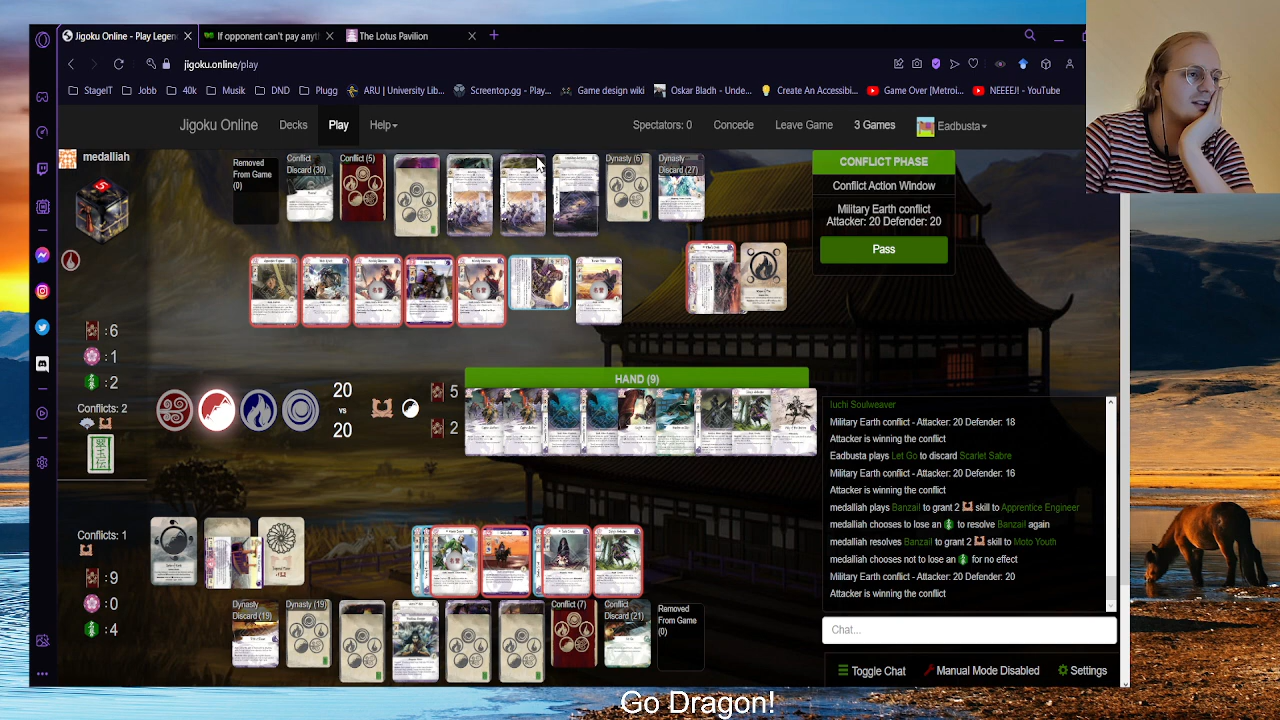 Jigoku Online - Play Legen
If opponent can't pay anyt
The Lotus Pavilion
jigoku.online/play
StageIT
Jobb
40k
Musik
DND
Plugg
ARU | University Lib...
Screentop.gg - Play...
Game design wiki
Oskar Bladh - Unde...
Create An Accessibi...
Game Over [Metroi...
NEEEJ! - YouTube
Jigoku Online
Decks
Play
Help
Spectators: 0
Concede
Leave Game
3 Games
Eadbusta
medalliah
Removed
From Game
(0)
Conflict
Discard (30)
Conflict (5)
Dynasty (6)
Dynasty
Discard (27)
CONFLICT PHASE
Conflict Action Window
Military Earth conflict
Attacker: 20 Defender: 20
Pass
:6
:1
:2
Conflicts: 2
20
vs
20
5
2
HAND (9)
Iuchi Soulweaver
Military Earth conflict - Attacker: 20 Defender: 18
Attacker is winning the conflict
Eadbusta plays Let Go to discard Scarlet Sabre
Military Earth conflict - Attacker: 20 Defender: 16
Attacker is winning the conflict
medalliah plays Banzai! to grant 2 skill to Apprentice Engineer
medalliah chooses to lose an to resolve Banzai! again
medalliah resolves Banzai! to grant 2 skill to Moto Youth
medalliah chooses not to lose an for no effect
Military Earth conflict - Attacker: 20 Defender: 20
Attacker is winning the conflict
Chat...
Toggle Chat
Manual Mode Disabled
Settings
Conflicts: 1
:9
:0
:4
Dynasty
Discard (19)
Dynasty (19)
Conflict (7)
Conflict
Discard (21)
Removed
From Game
(0)
Go Dragon!